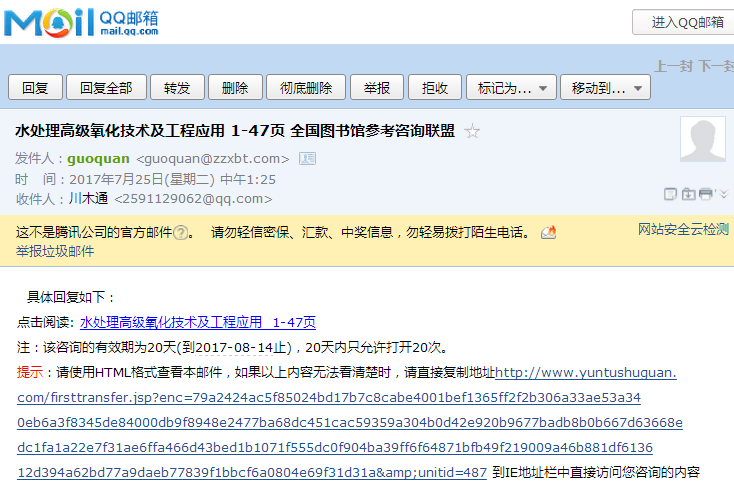 Mail QQ邮箱
mail.qq.com
进入QQ邮箱
上一封 下一封
回复 回复全部 转发 删除 彻底删除 举报 拒收 标记为... 移动到...
水处理高级氧化技术及工程应用 1-47页 全国图书馆参考咨询联盟
发件人：guoquan <guoquan@zzxbt.com>
时 间：2017年7月25日(星期二) 中午1:25
收件人：川木通 <2591129062@qq.com>
这不是腾讯公司的官方邮件?。 请勿轻信密保、汇款、中奖信息，勿轻易拨打陌生电话。 网站安全云检测
举报垃圾邮件
具体回复如下：
点击阅读: 水处理高级氧化技术及工程应用 1-47页
注：该咨询的有效期为20天(到2017-08-14止)，20天内只允许打开20次。
提示：请使用HTML格式查看本邮件，如果以上内容无法看清楚时，请直接复制地址http://www.yuntushuguan.
com/firsttransfer.jsp?enc=79a2424ac5f85024bd17b7c8cabe4001bef1365ff2f2b306a33ae53a34
0eb6a3f8345de84000db9f8948e2477ba68dc451cac59359a304b0d42e920b9677badb8b0b667d63668e
dc1fa1a22e7f31ae6ffa466d43bed1b1071f555dc0f904ba39ff6f64871bfb49f219009a46b881df6136
12d394a62bd77a9daeb77839f1bbcf6a0804e69f31d31a&amp;unitid=487 到IE地址栏中直接访问您咨询的内容